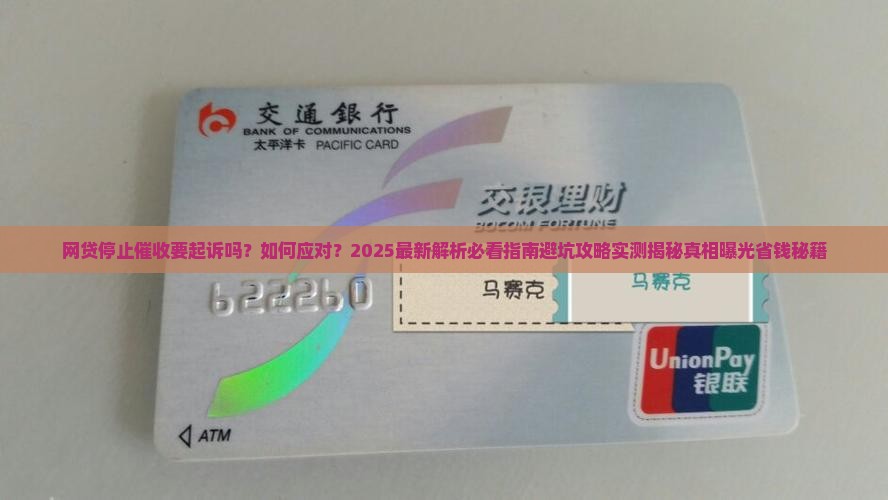 交通銀行
BANK OF COMMUNICATIONS
太平洋卡 PACIFIC CARD
交银理财
BOCOM FORTUNE
网贷停止催收要起诉吗？如何应对？2025最新解析必看指南避坑攻略实测揭秘真相曝光省钱秘籍
622260
马赛克
马赛克
UnionPay
银联
ATM